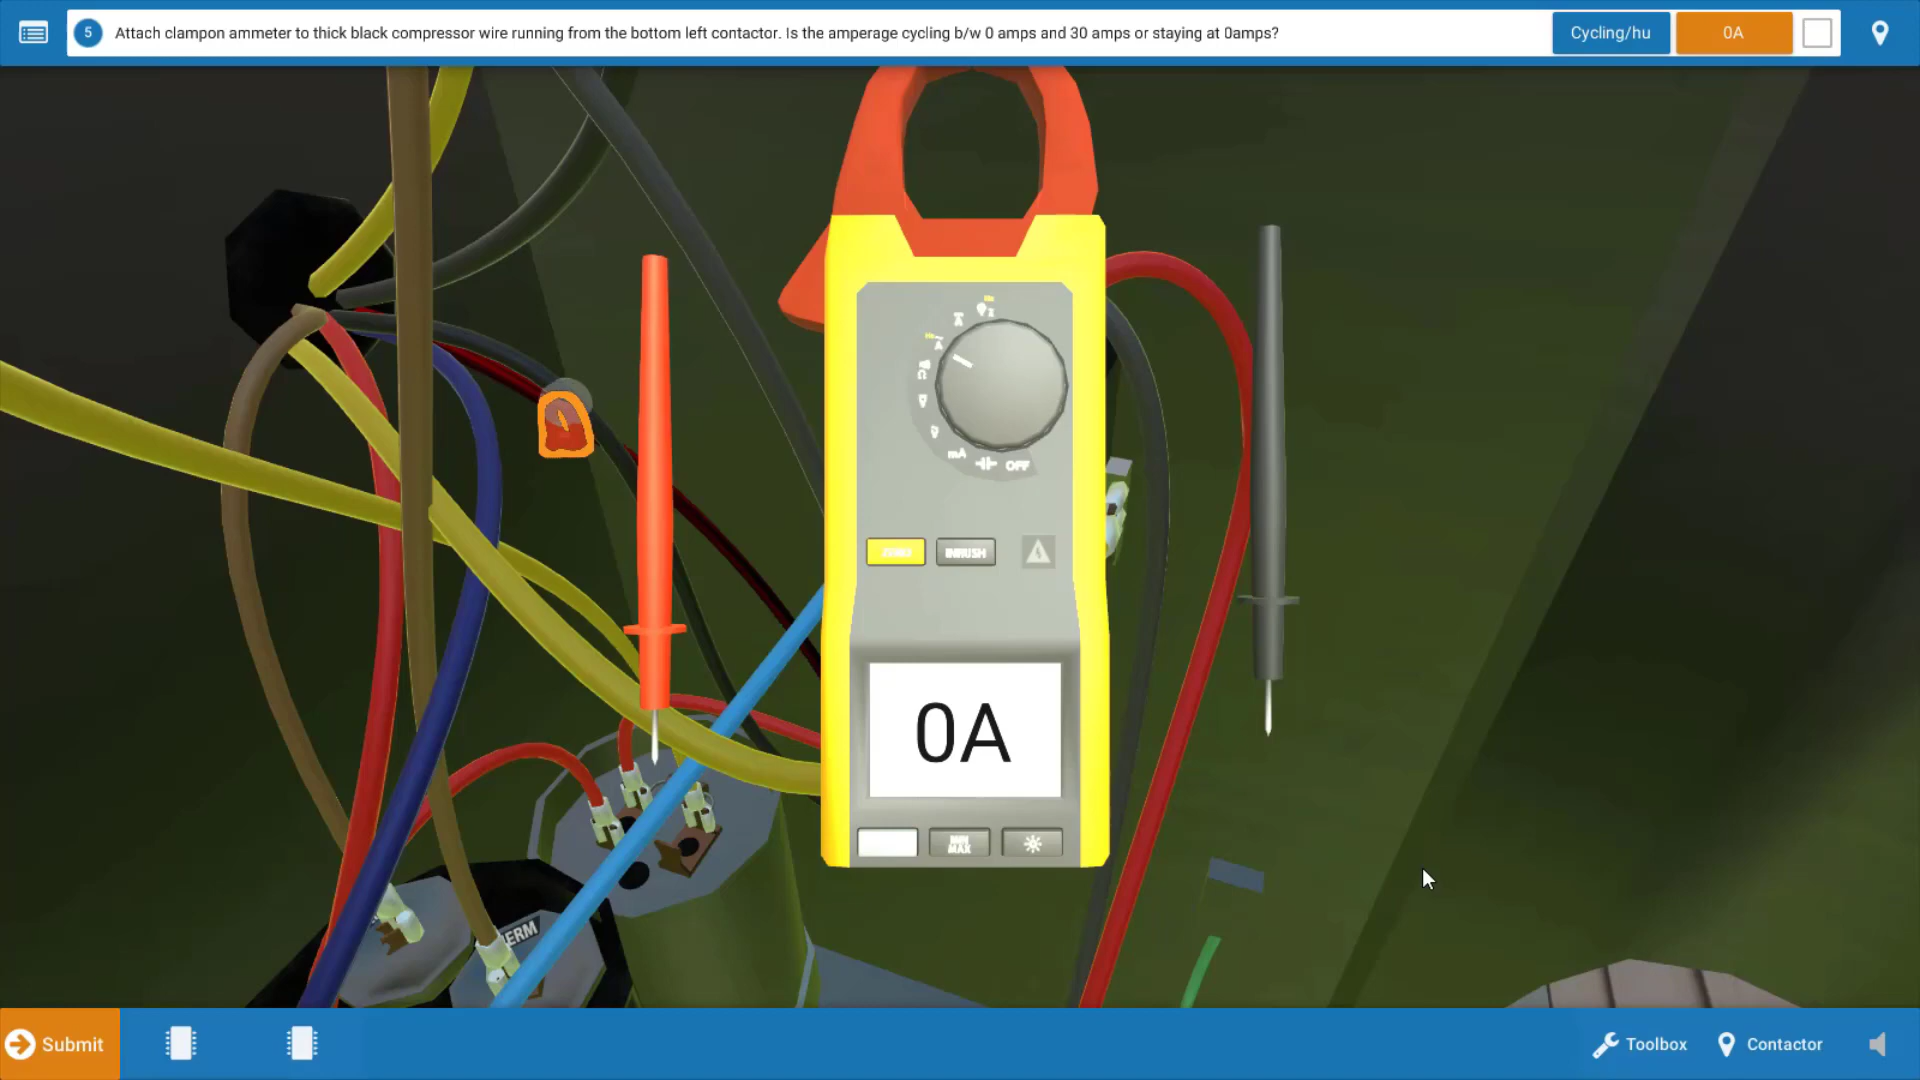 5 Attach clampon ammeter to thick black compressor wire running from the bottom left contactor. Is the amperage cycling b/w 0 amps and 30 amps or staying at 0amps?
Cycling/hu
0A
mA
OFF
INRUSH
0A
MIN
MAX
ERM
Submit
Toolbox
Contactor